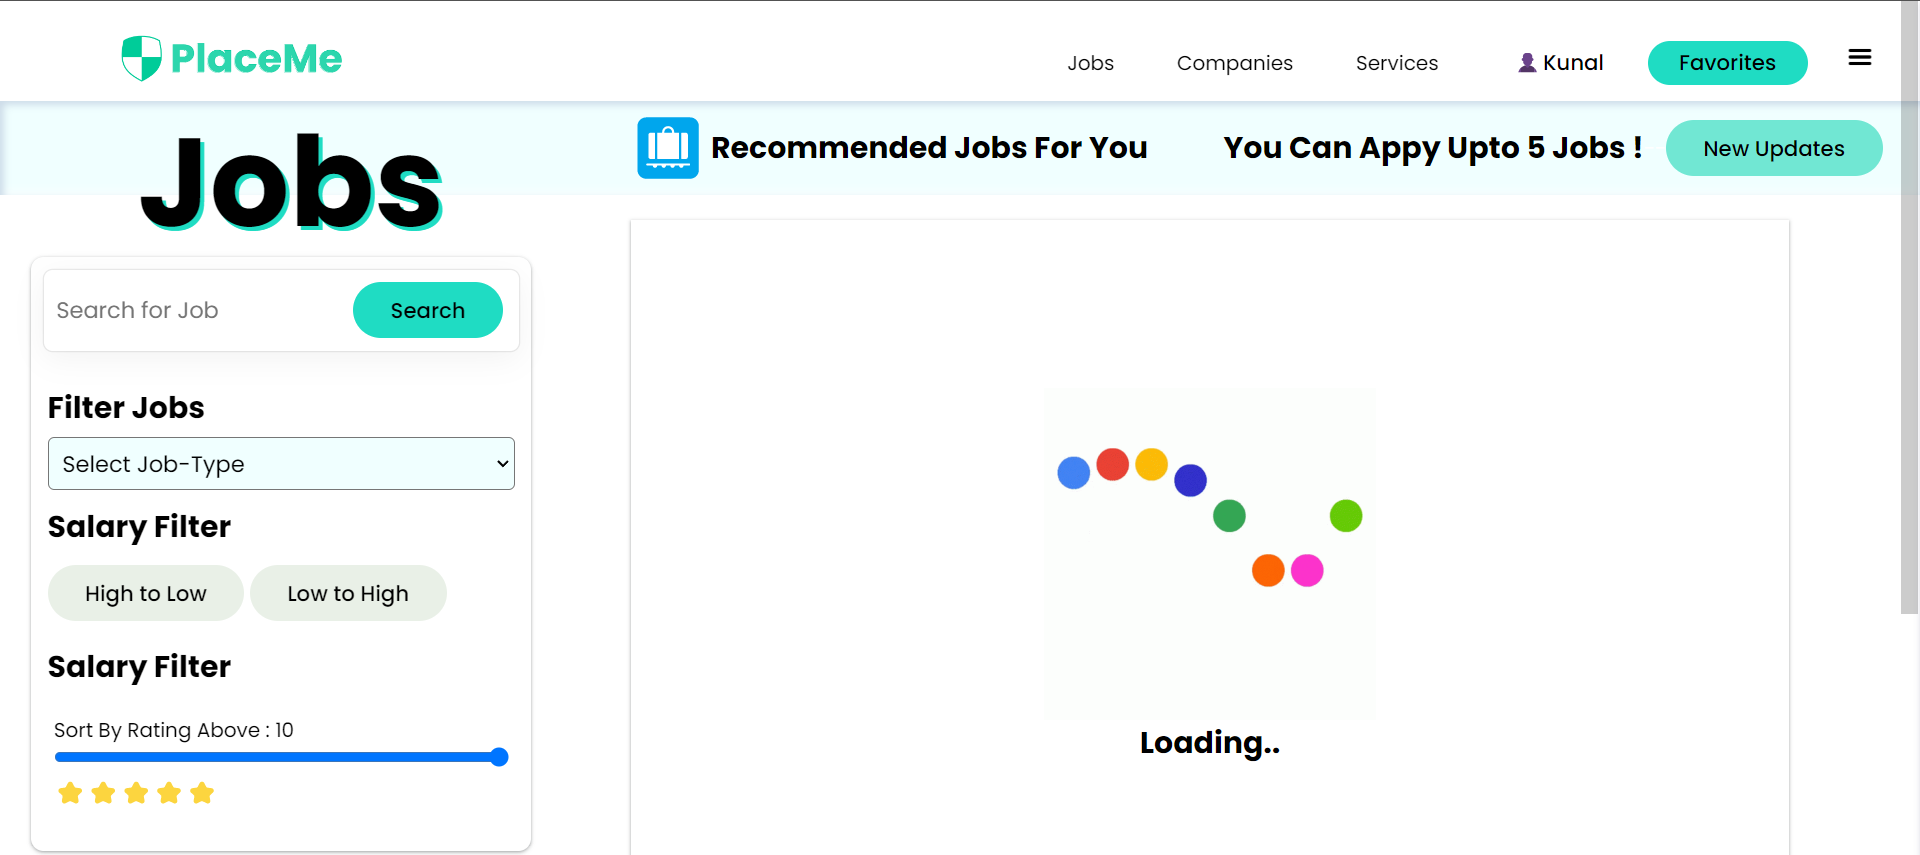 PlaceMe
Jobs
Companies
Services
Kunal
Favorites
Jobs
Recommended Jobs For You
You Can Appy Upto 5 Jobs !
New Updates
Search for Job
Search
Filter Jobs
Select Job-Type
Salary Filter
High to Low
Low to High
Salary Filter
Sort By Rating Above : 10
Loading..